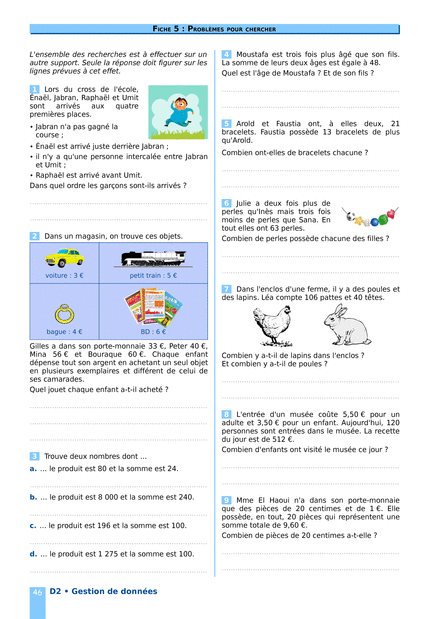 FICHE 5 : PROBLÈMES POUR CHERCHER
L'ensemble des recherches est à effectuer sur un
autre support. Seule la réponse doit figurer sur les
lignes prévues à cet effet.
1 Lors du cross de l'école,
Énaël, Jabran, Raphaël et Umit
sont arrivés aux quatre
premières places.
• Jabran n'a pas gagné la
course ;
• Énaël est arrivé juste derrière Jabran ;
• il n'y a qu'une personne intercalée entre Jabran
et Umit ;
• Raphaël est arrivé avant Umit.
Dans quel ordre les garçons sont-ils arrivés ?
2 Dans un magasin, on trouve ces objets.
voiture : 3 €
petit train : 5 €
bague : 4 €
BD : 6 €
Gilles a dans son porte-monnaie 33 €, Peter 40 €,
Mina 56 € et Bouraque 60 €. Chaque enfant
dépense tout son argent en achetant un seul objet
en plusieurs exemplaires et différent de celui de
ses camarades.
Quel jouet chaque enfant a-t-il acheté ?
3 Trouve deux nombres dont ...
a. ... le produit est 80 et la somme est 24.
b. ... le produit est 8 000 et la somme est 240.
c. ... le produit est 196 et la somme est 100.
d. ... le produit est 1 275 et la somme est 100.
4 Moustafa est trois fois plus âgé que son fils.
La somme de leurs deux âges est égale à 48.
Quel est l'âge de Moustafa ? Et de son fils ?
5 Arold et Faustia ont, à elles deux, 21
bracelets. Faustia possède 13 bracelets de plus
qu'Arold.
Combien ont-elles de bracelets chacune ?
6 Julie a deux fois plus de
perles qu'Inès mais trois fois
moins de perles que Sana. En
tout elles ont 63 perles.
Combien de perles possède chacune des filles ?
7 Dans l'enclos d'une ferme, il y a des poules et
des lapins. Léa compte 106 pattes et 40 têtes.
Combien y a-t-il de lapins dans l'enclos ?
Et combien y a-t-il de poules ?
8 L'entrée d'un musée coûte 5,50 € pour un
adulte et 3,50 € pour un enfant. Aujourd'hui, 120
personnes sont entrées dans le musée. La recette
du jour est de 512 €.
Combien d'enfants ont visité le musée ce jour ?
9 Mme El Haoui n'a dans son porte-monnaie
que des pièces de 20 centimes et de 1 €. Elle
possède, en tout, 20 pièces qui représentent une
somme totale de 9,60 €.
Combien de pièces de 20 centimes a-t-elle ?
46 D2 • Gestion de données